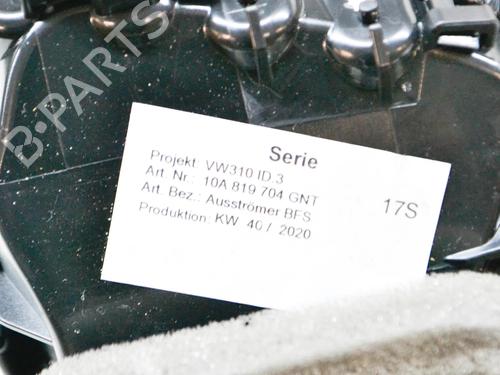 B-PARTS
Serie
Projekt: VW310 ID.3
Art. Nr.: 10A 819 704 GNT
Art. Bez.: Ausströmer BFS
Produktion: KW 40 / 2020
17S